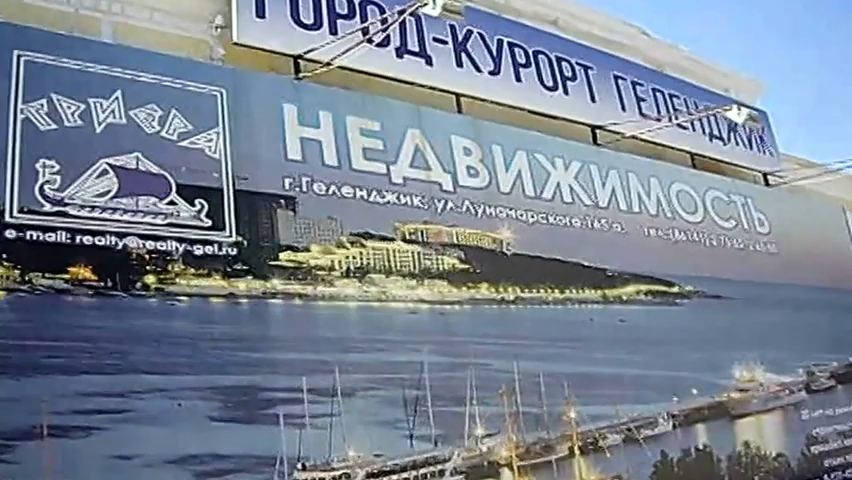 ГОРОД-КУРОРТ ГЕЛЕНДЖИК
ТРИЕРА
НЕДВИЖИМОСТЬ
г.Геленджик, ул.Луначарского,165 а.
e-mail: realty@realty-gel.ru